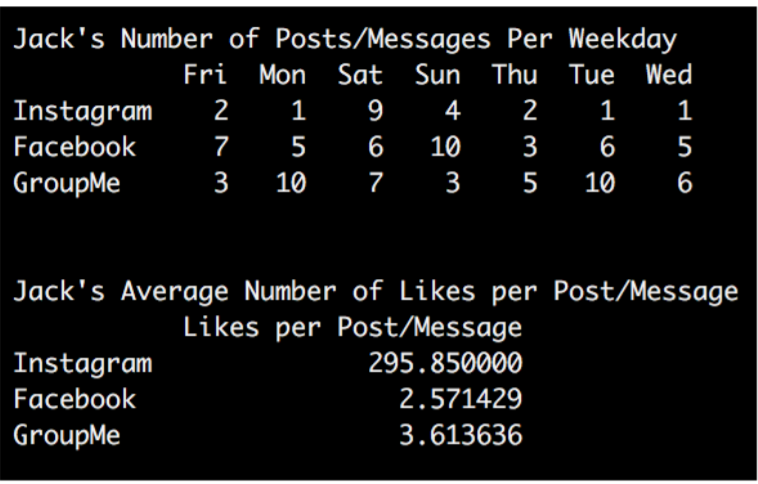 Jack's Number of Posts/Messages Per Weekday
Fri Mon Sat Sun Thu Tue Wed
Instagram 2 1 9 4 2 1 1
Facebook 7 5 6 10 3 6 5
GroupMe 3 10 7 3 5 10 6
Jack's Average Number of Likes per Post/Message
Likes per Post/Message
Instagram 295.850000
Facebook 2.571429
GroupMe 3.613636